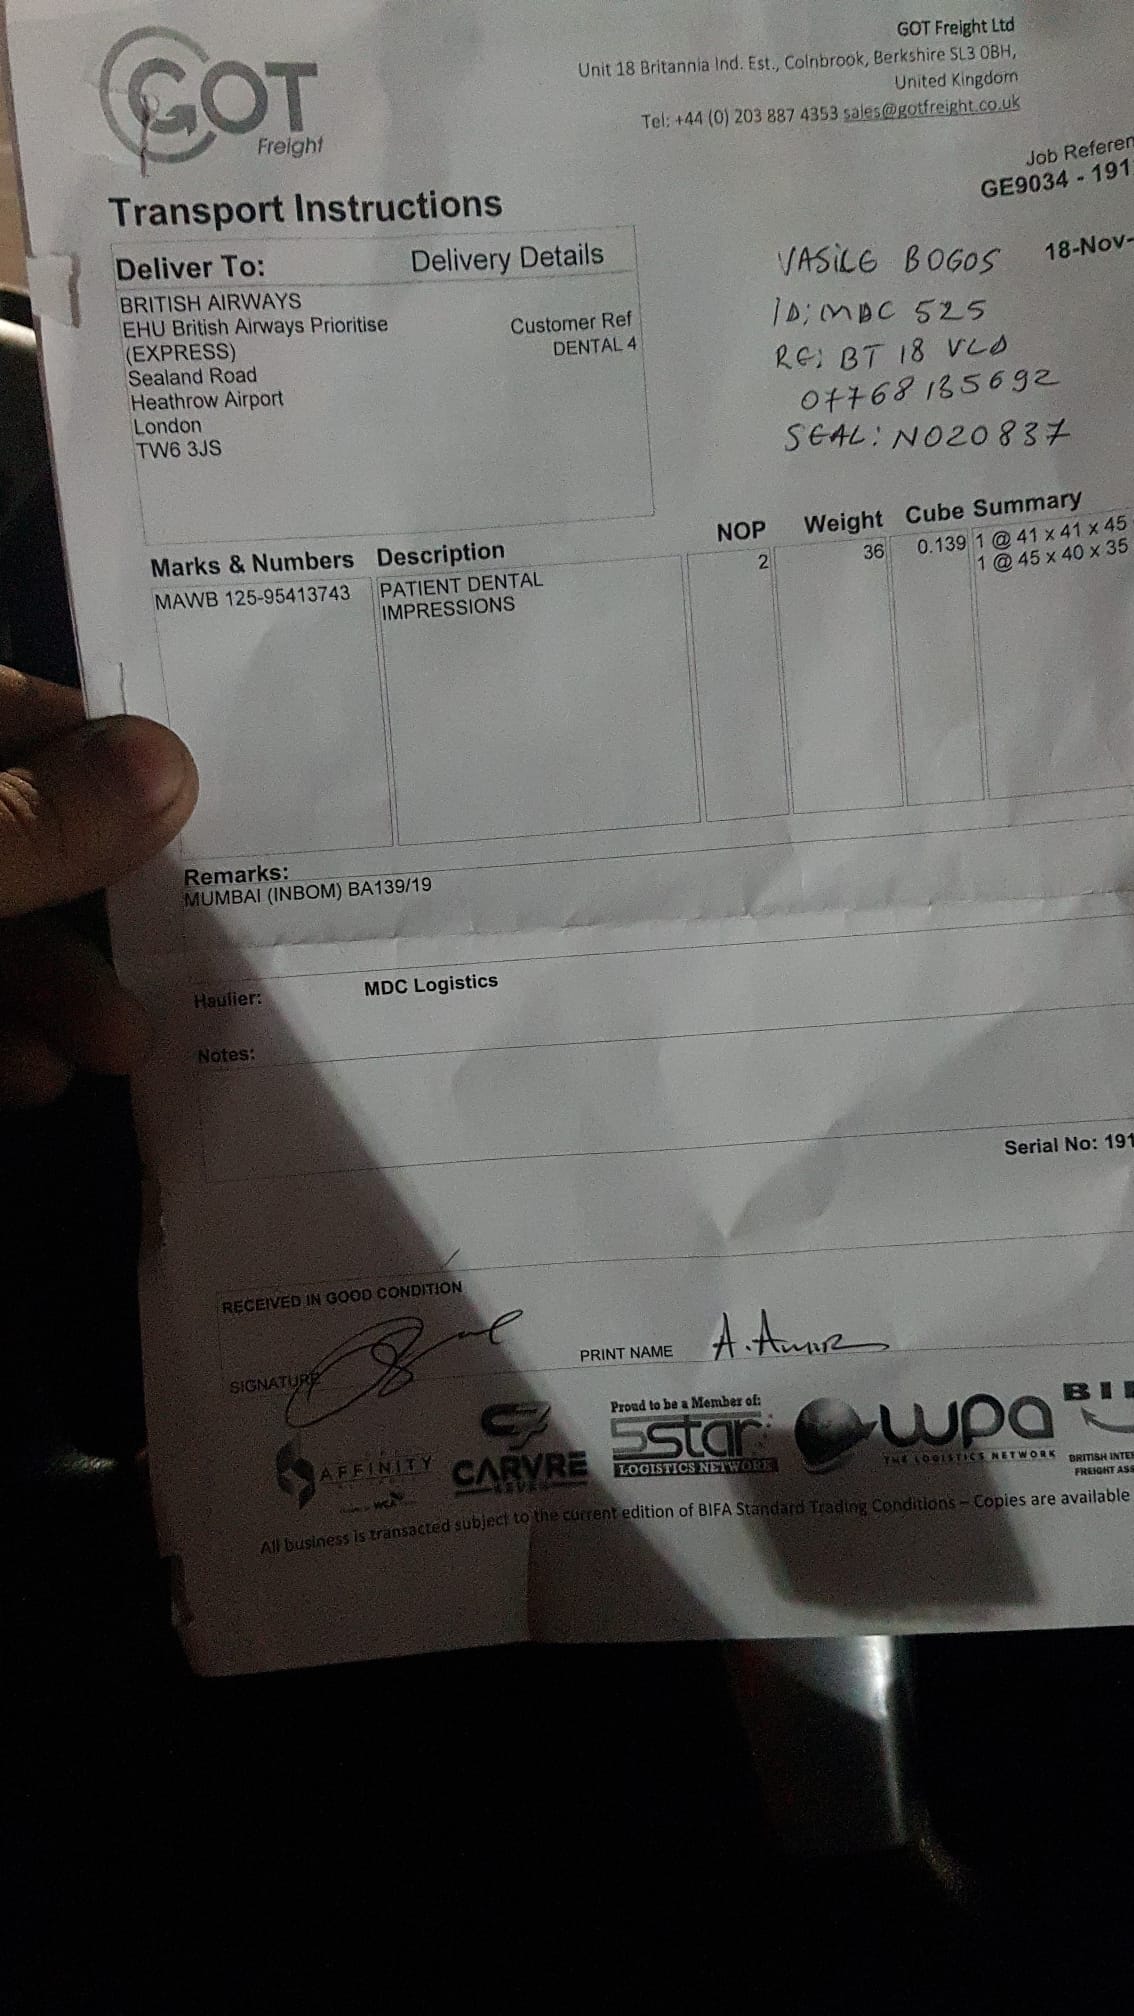 GOT
Freight
GOT Freight Ltd
Unit 18 Britannia Ind. Est., Colnbrook, Berkshire SL3 0BH,
United Kingdom
Tel: +44 (0) 203 887 4353 sales@gotfreight.co.uk
Job Referen
GE9034 - 191
Transport Instructions
18-Nov-
Deliver To: Delivery Details
BRITISH AIRWAYS
EHU British Airways Prioritise
(EXPRESS)
Sealand Road
Heathrow Airport
London
TW6 3JS
Customer Ref
DENTAL 4
VASILE BOGOS
ID: MDC 525
RE: BT 18 VLD
07768 135692
SEAL: N020837
Marks & Numbers Description NOP Weight Cube Summary
MAWB 125-95413743 PATIENT DENTAL 2 36 0.139 1 @ 41 x 41 x 45
IMPRESSIONS 1 @ 45 x 40 x 35
Remarks:
MUMBAI (INBOM) BA139/19
Haulier: MDC Logistics
Notes:
Serial No: 191
RECEIVED IN GOOD CONDITION
SIGNATURE
PRINT NAME A. Amir
AFFINITY
CARVRE
Proud to be a Member of:
5star
LOGISTICS NETWORK
wpa
THE LOGISTICS NETWORK
BI
BRITISH INTE
FREIGHT ASS
All business is transacted subject to the current edition of BIFA Standard Trading Conditions – Copies are available